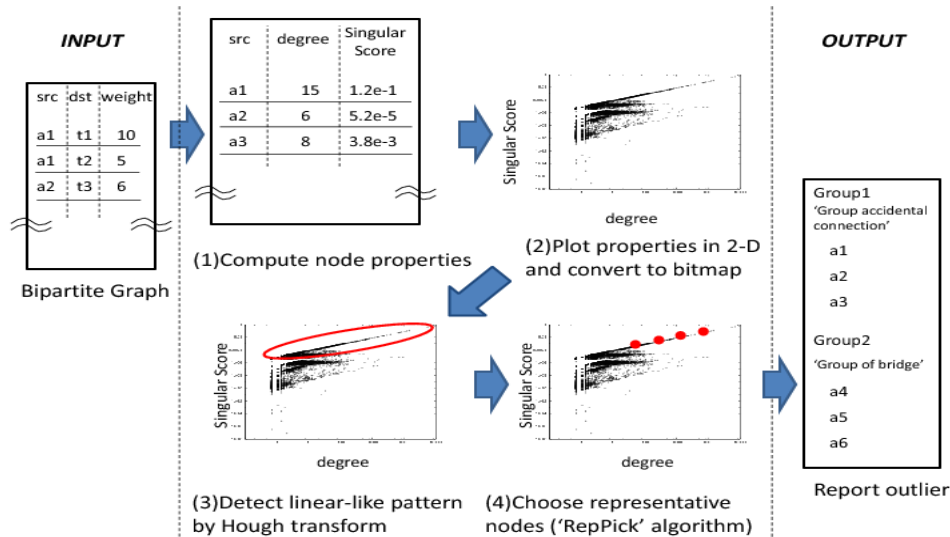 INPUT
src dst weight
a1 t1 10
a1 t2 5
a2 t3 6
Bipartite Graph
src degree Singular
Score
a1 15 1.2e-1
a2 6 5.2e-5
a3 8 3.8e-3
(1)Compute node properties
Singular Score
degree
(2)Plot properties in 2-D
and convert to bitmap
Singular Score
degree
(3)Detect linear-like pattern
by Hough transform
Singular Score
degree
(4)Choose representative
nodes (‘RepPick’ algorithm)
OUTPUT
Group1
‘Group accidental
connection’
a1
a2
a3
Group2
‘Group of bridge’
a4
a5
a6
Report outlier